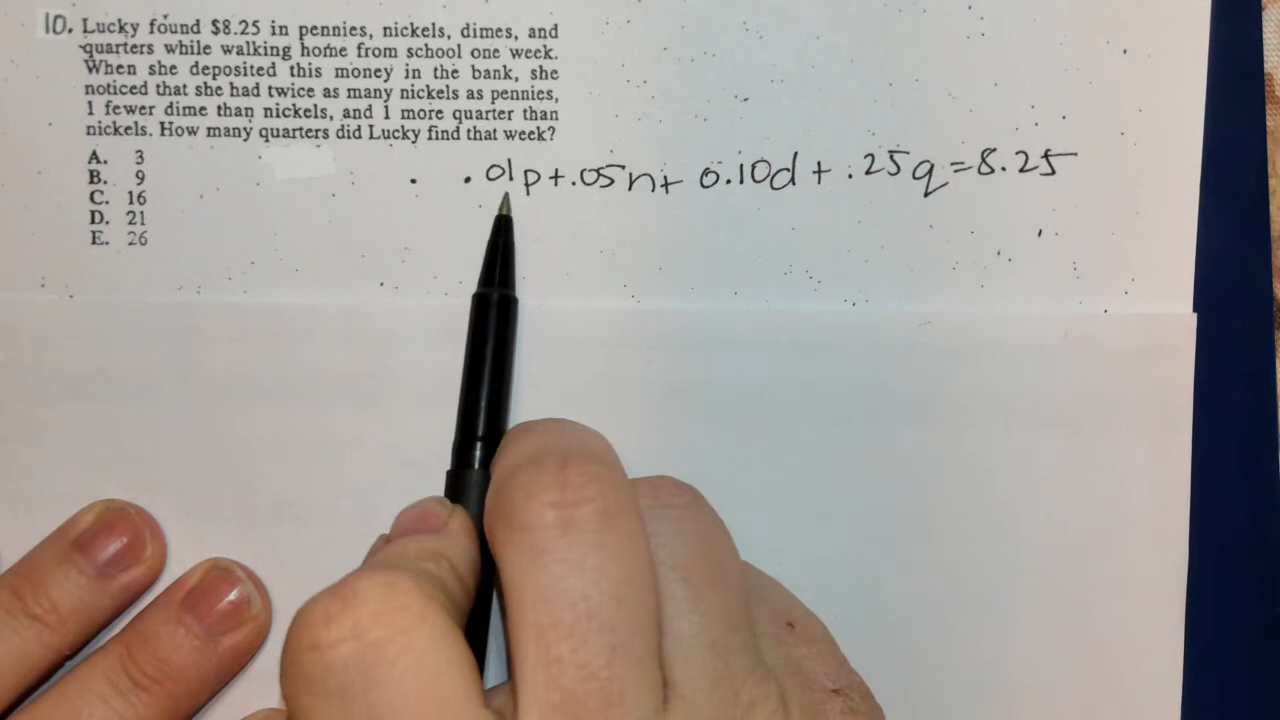 10. Lucky found $8.25 in pennies, nickels, dimes, and
quarters while walking home from school one week.
When she deposited this money in the bank, she
noticed that she had twice as many nickels as pennies,
1 fewer dime than nickels, and 1 more quarter than
nickels. How many quarters did Lucky find that week?
A. 3
B. 9
C. 16
D. 21
E. 26
.01p+.05n+ 0.10d + .25q=8.25